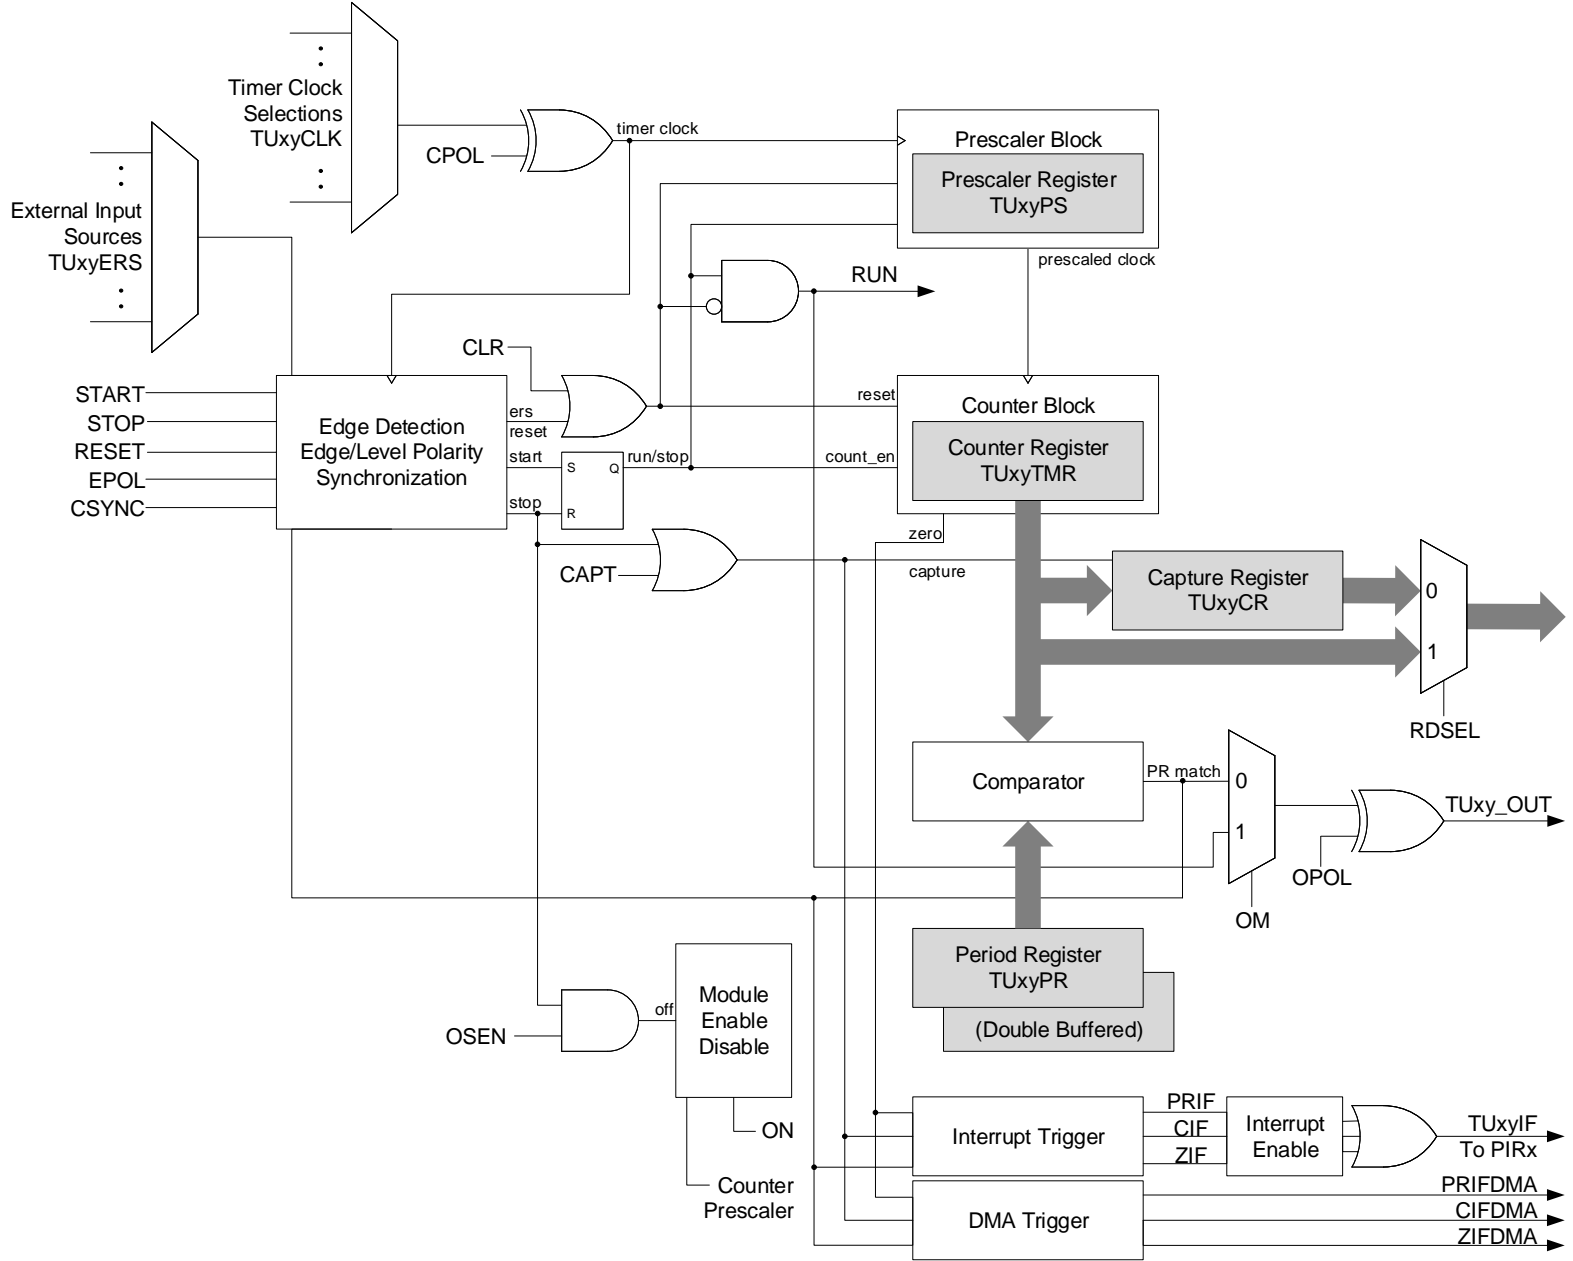 Timer Clock
Selections
TUxyCLK
External Input
Sources
TUxyERS
CPOL
timer clock
Prescaler Block
Prescaler Register
TUxyPS
prescaled clock
RUN
CLR
START
STOP
RESET
EPOL
CSYNC
Edge Detection
Edge/Level Polarity
Synchronization
ers
reset
start
stop
S
Q
R
run/stop
reset
count_en
Counter Block
Counter Register
TUxyTMR
zero
CAPT
capture
Capture Register
TUxyCR
0
1
RDSEL
Comparator
PR match
0
1
OM
OPOL
TUxy_OUT
Period Register
TUxyPR
(Double Buffered)
OSEN
off
Module
Enable
Disable
ON
Counter
Prescaler
Interrupt Trigger
PRIF
CIF
ZIF
Interrupt
Enable
TUxyIF
To PIRx
DMA Trigger
PRIFDMA
CIFDMA
ZIFDMA